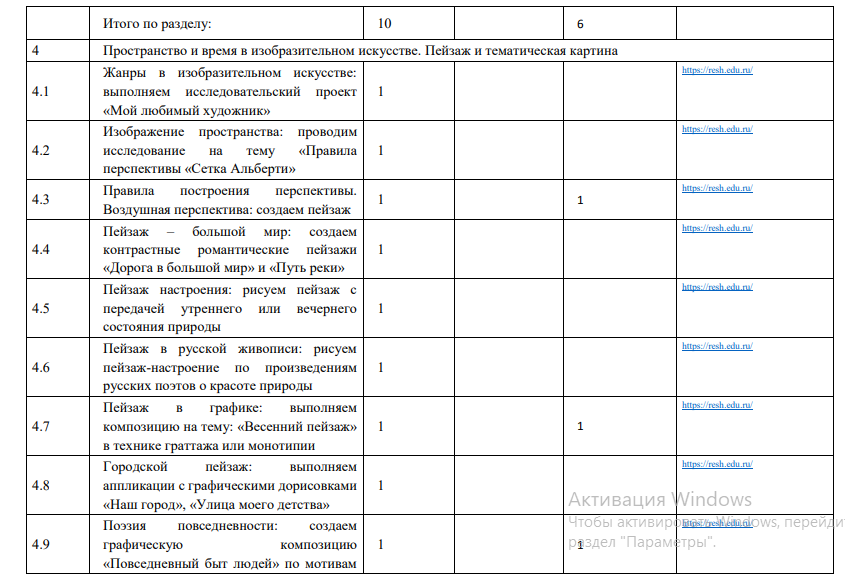 Итого по разделу: 10 6
4 Пространство и время в изобразительном искусстве. Пейзаж и тематическая картина
Жанры в изобразительном искусстве: https://resh.edu.ru/
4.1 выполняем исследовательский проект 1
«Мой любимый художник»
Изображение пространства: проводим https://resh.edu.ru/
4.2 исследование на тему «Правила 1
перспективы «Сетка Альберти»
Правила построения перспективы. https://resh.edu.ru/
4.3 1 1
Воздушная перспектива: создаем пейзаж
Пейзаж – большой мир: создаем https://resh.edu.ru/
4.4 контрастные романтические пейзажи 1
«Дорога в большой мир» и «Путь реки»
Пейзаж настроения: рисуем пейзаж с https://resh.edu.ru/
4.5 передачей утреннего или вечернего 1
состояния природы
Пейзаж в русской живописи: рисуем https://resh.edu.ru/
4.6 пейзаж-настроение по произведениям 1
русских поэтов о красоте природы
Пейзаж в графике: выполняем https://resh.edu.ru/
4.7 композицию на тему: «Весенний пейзаж» 1 1
в технике граттажа или монотипии
Городской пейзаж: выполняем https://resh.edu.ru/
4.8 аппликации с графическими дорисовками 1
«Наш город», «Улица моего детства»
Поэзия повседневности: создаем https://resh.edu.ru/
4.9 графическую композицию 1 1
«Повседневный быт людей» по мотивам
Активация Windows
Чтобы активировать Windows, перейди
раздел "Параметры".